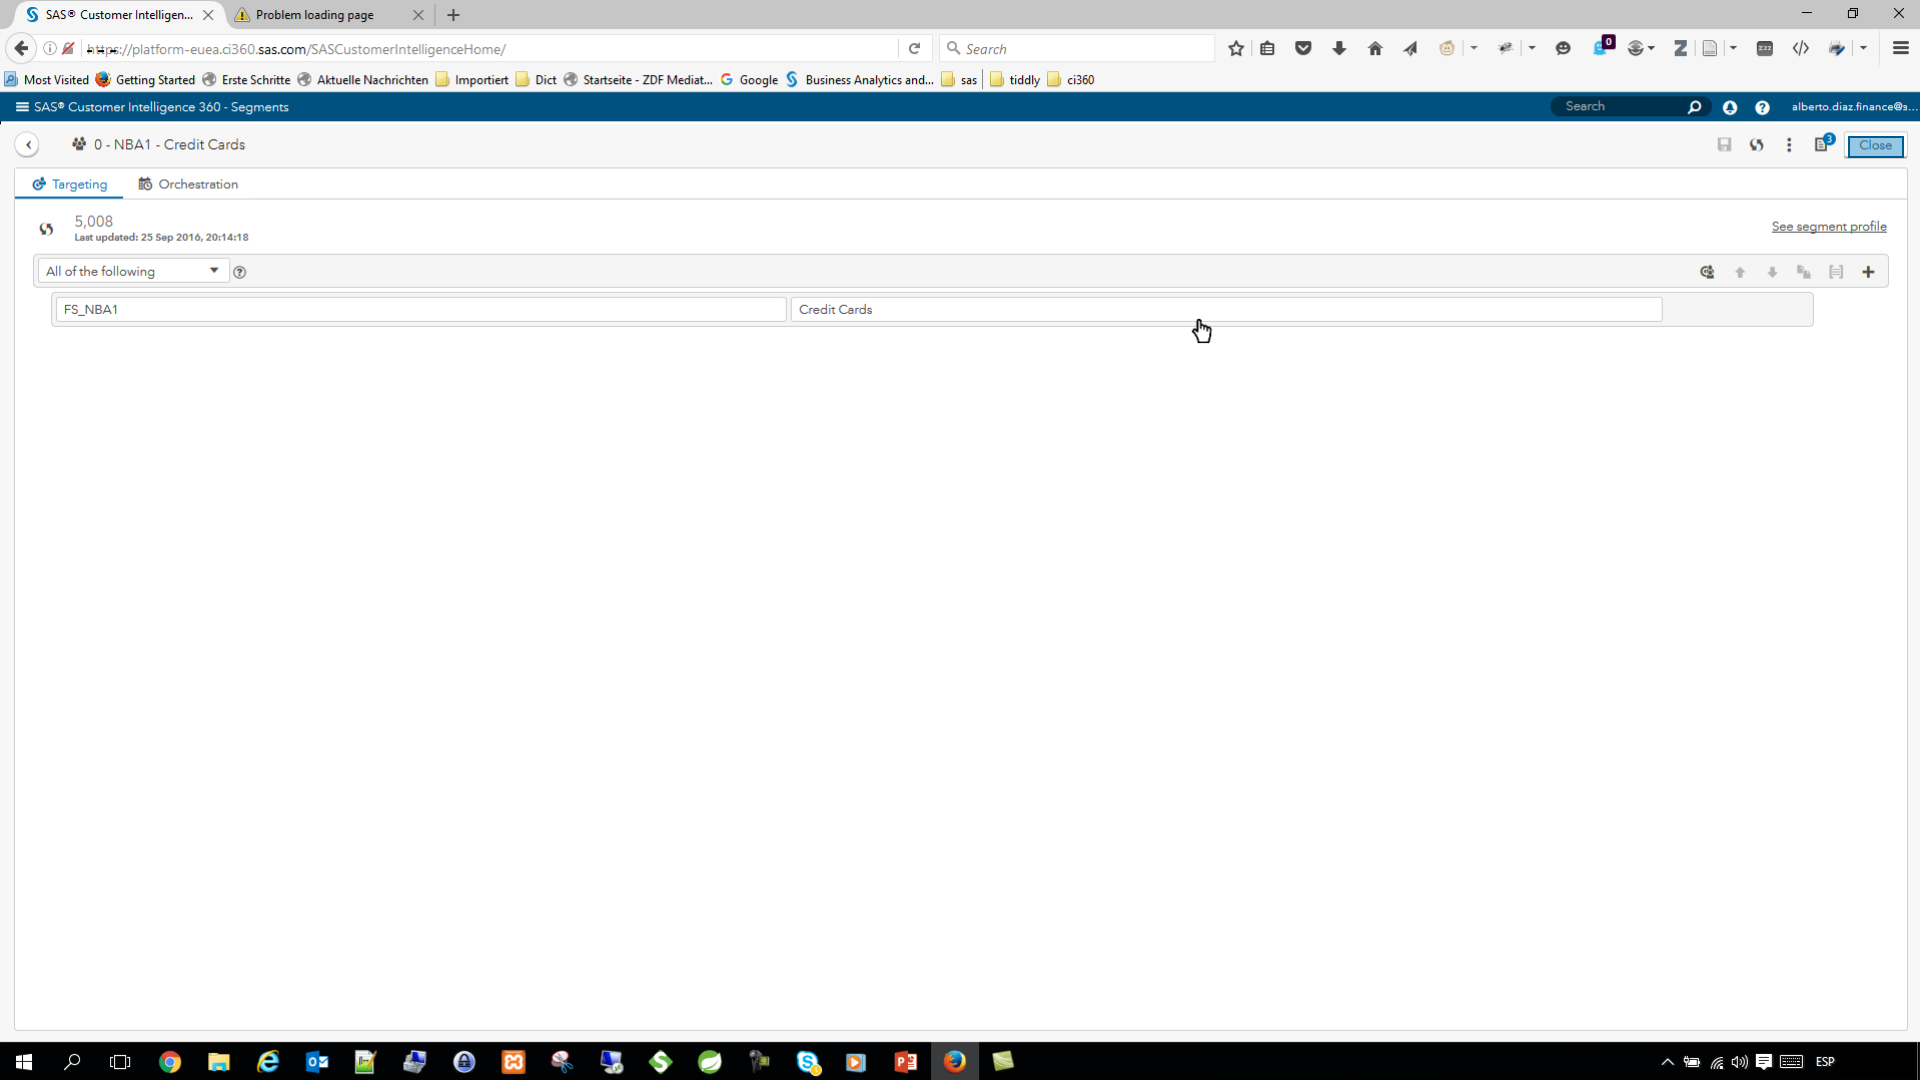 SAS® Customer Intelligen...
Problem loading page
https://platform-euea.ci360.sas.com/SASCustomerIntelligenceHome/
Search
0
zzz
Most Visited
Getting Started
Erste Schritte
Aktuelle Nachrichten
Importiert
Dict
Startseite - ZDF Mediat...
Google
Business Analytics and...
sas
tiddly
ci360
SAS® Customer Intelligence 360 - Segments
Search
alberto.diaz.finance@s...
0 - NBA1 - Credit Cards
3
Close
Targeting
Orchestration
5,008
Last updated: 25 Sep 2016, 20:14:18
See segment profile
All of the following
FS_NBA1
Credit Cards
ESP